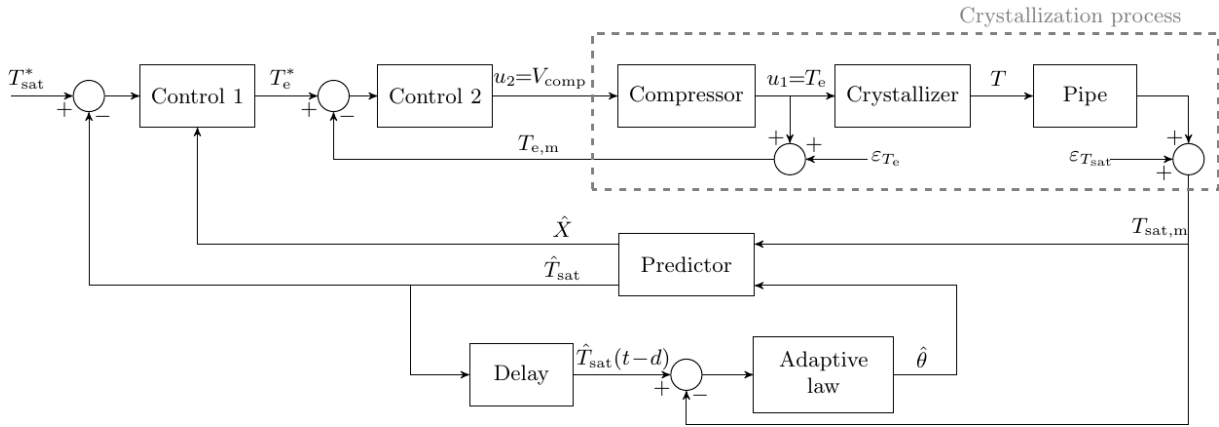 Crystallization process
T*sat
+
−
Control 1
T*e
+
−
Control 2
u2=Vcomp
Compressor
u1=Te
Crystallizer
T
Pipe
Te,m
+
+
εTe
εTsat
+
+
Tsat,m
X̂
T̂sat
Predictor
Delay
T̂sat(t−d)
+
−
Adaptive
law
θ̂